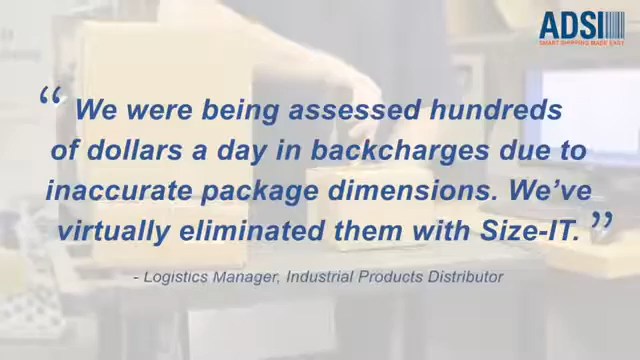 ADSI
SMART SHIPPING MADE EASY
“ We were being assessed hundreds
of dollars a day in backcharges due to
inaccurate package dimensions. We’ve
virtually eliminated them with Size-IT. ”
- Logistics Manager, Industrial Products Distributor